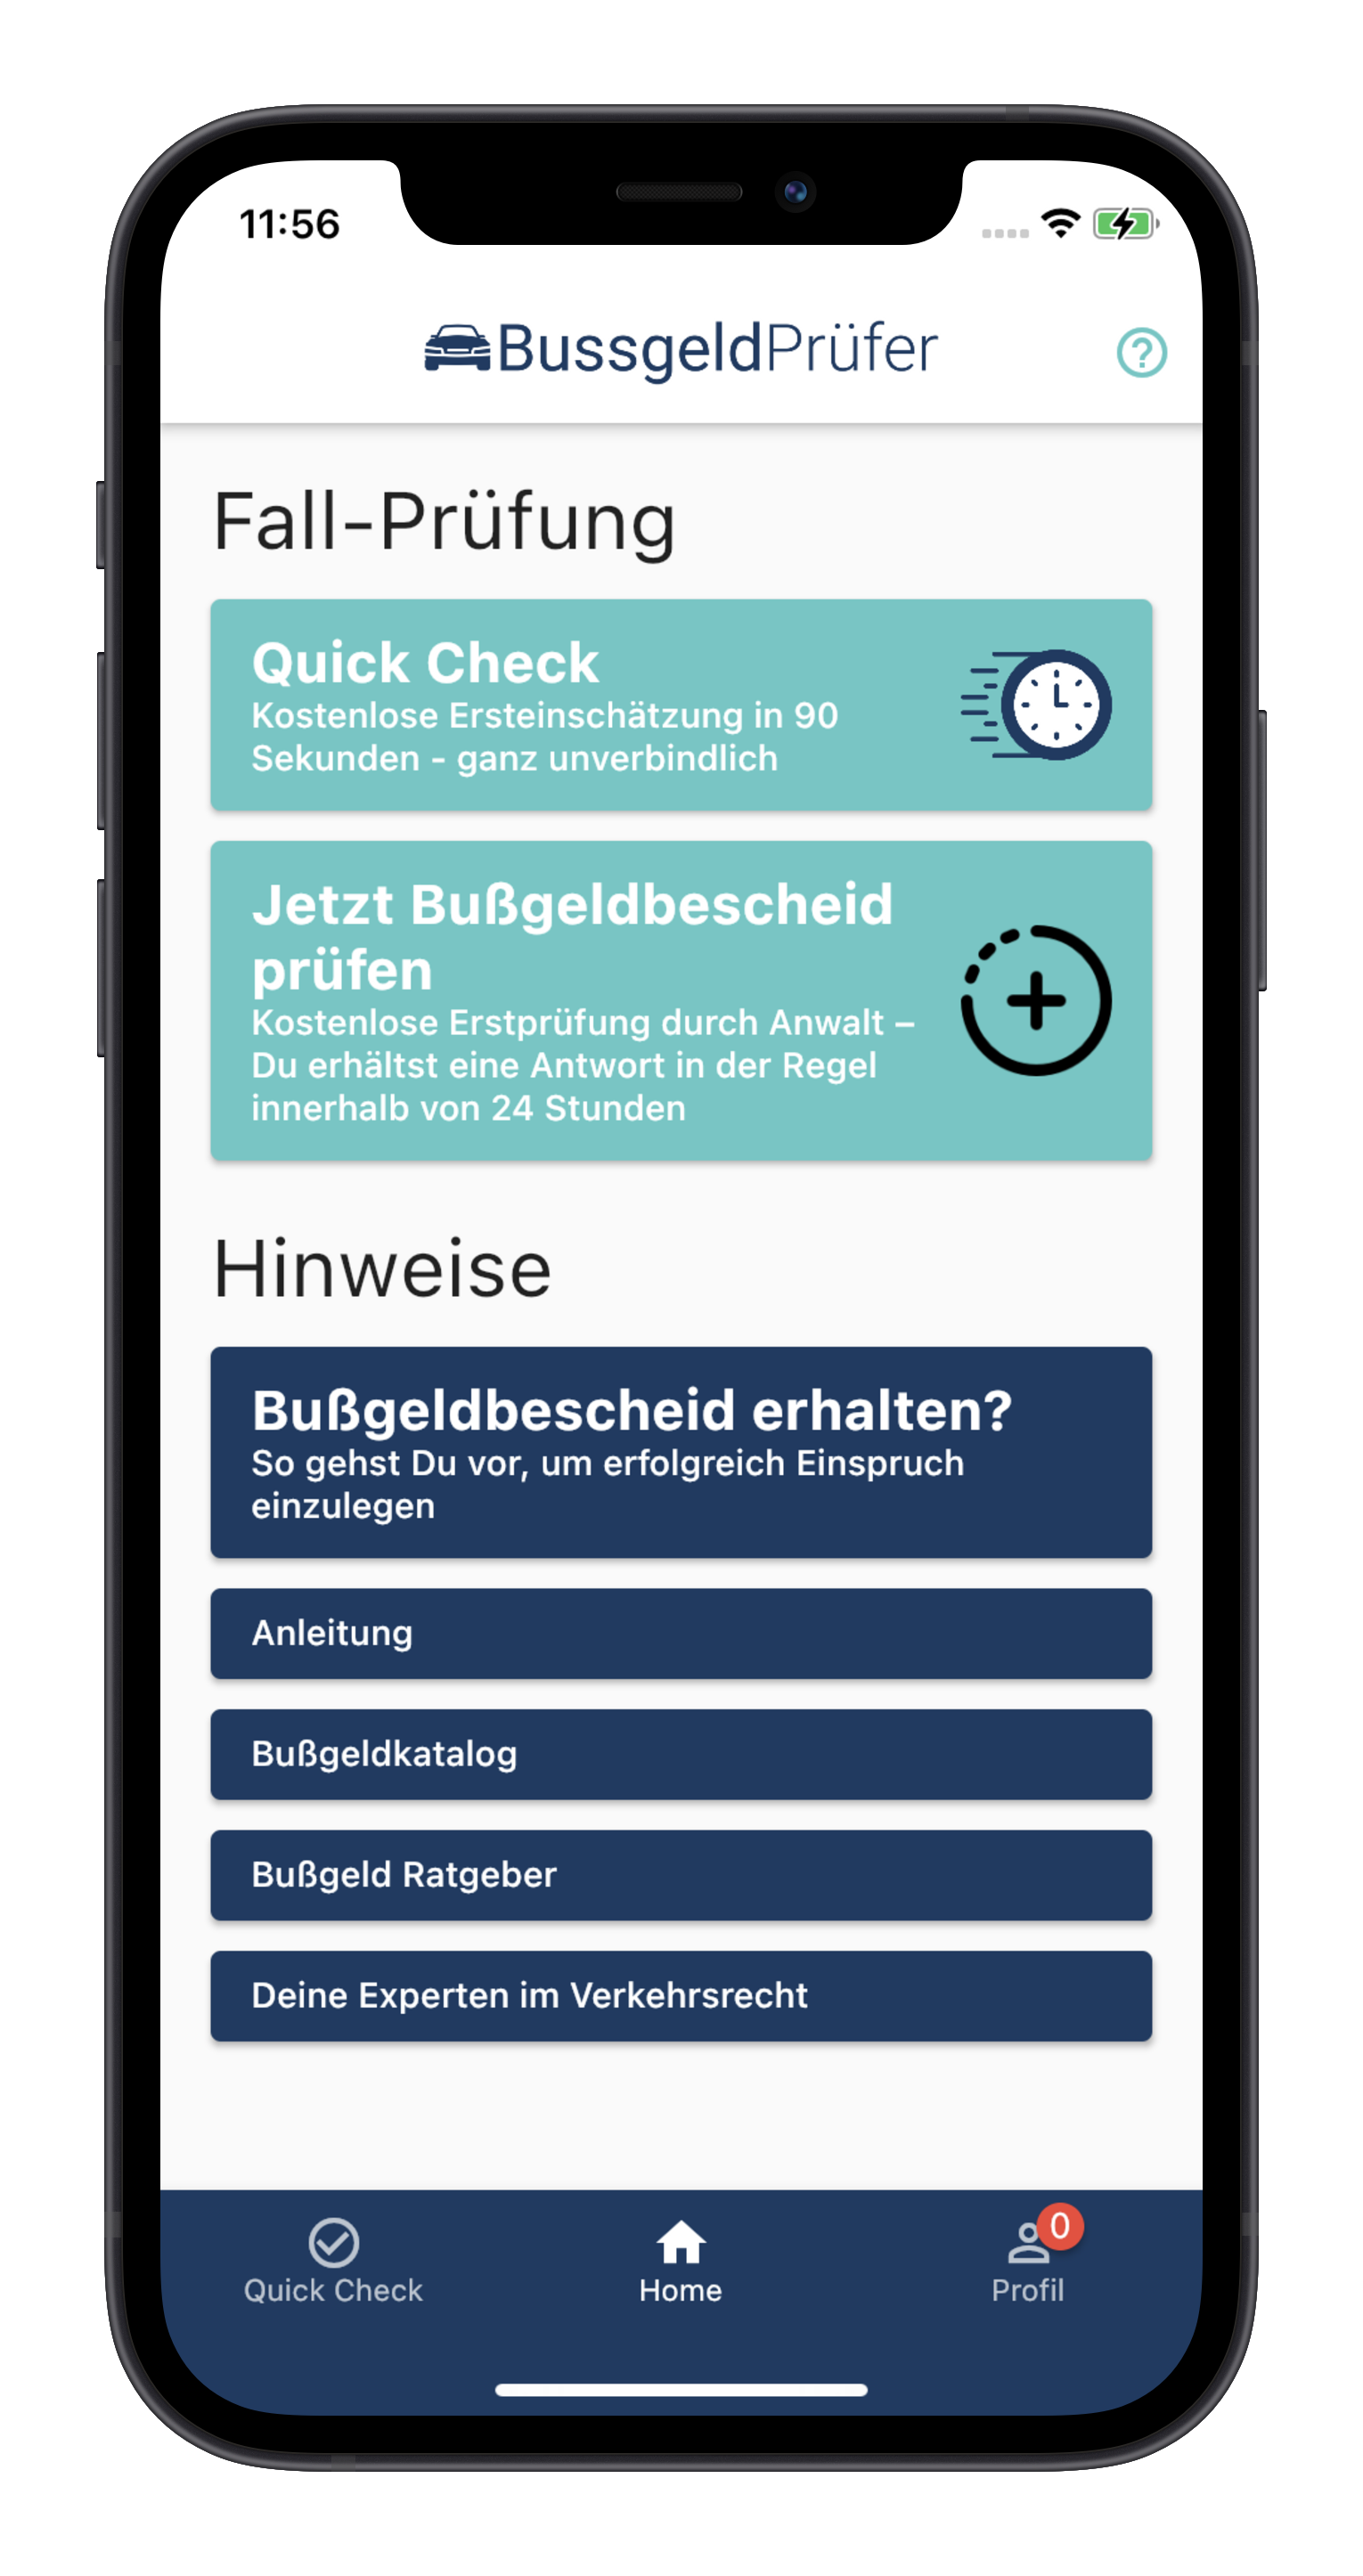 11:56
BussgeldPrüfer
Fall-Prüfung
Quick Check
Kostenlose Ersteinschätzung in 90
Sekunden - ganz unverbindlich
Jetzt Bußgeldbescheid
prüfen
Kostenlose Erstprüfung durch Anwalt –
Du erhältst eine Antwort in der Regel
innerhalb von 24 Stunden
Hinweise
Bußgeldbescheid erhalten?
So gehst Du vor, um erfolgreich Einspruch
einzulegen
Anleitung
Bußgeldkatalog
Bußgeld Ratgeber
Deine Experten im Verkehrsrecht
0
Quick Check
Home
Profil